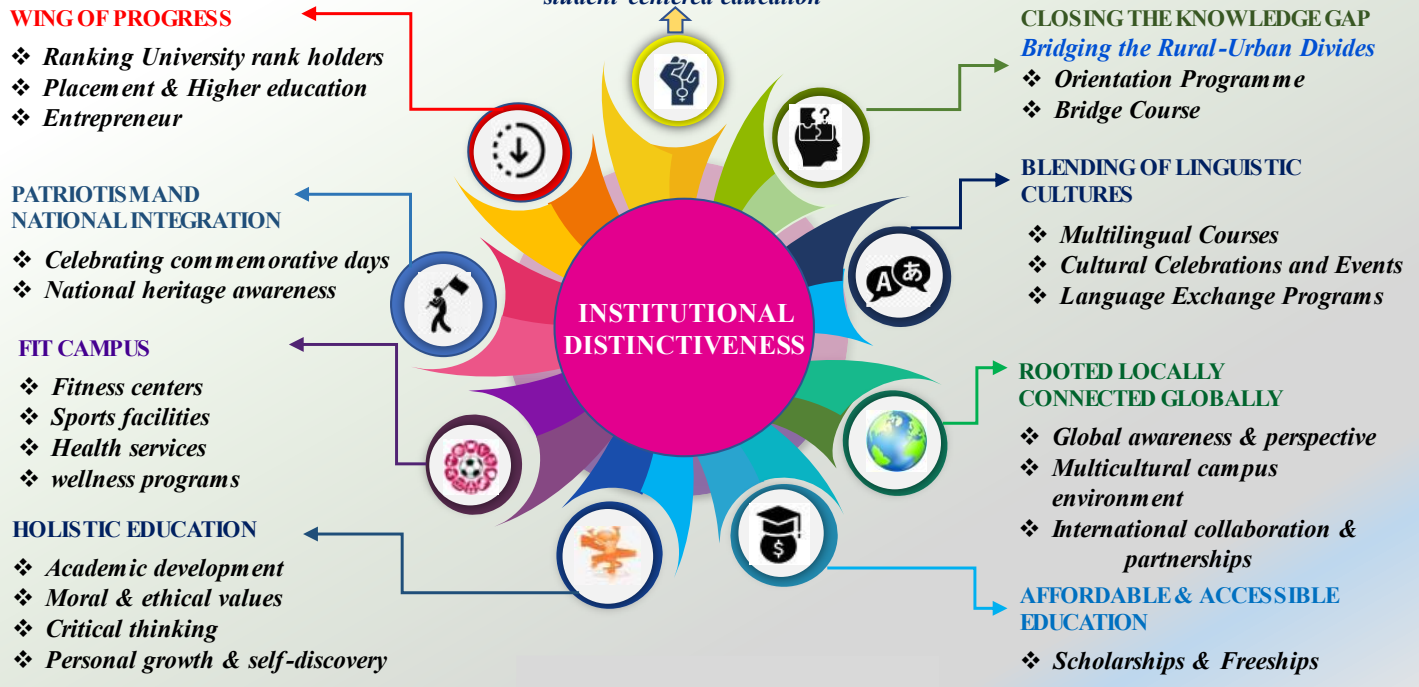 student-centered education
WING OF PROGRESS
❖ Ranking University rank holders
❖ Placement & Higher education
❖ Entrepreneur
PATRIOTISM AND
NATIONAL INTEGRATION
❖ Celebrating commemorative days
❖ National heritage awareness
FIT CAMPUS
❖ Fitness centers
❖ Sports facilities
❖ Health services
❖ wellness programs
HOLISTIC EDUCATION
❖ Academic development
❖ Moral & ethical values
❖ Critical thinking
❖ Personal growth & self-discovery
INSTITUTIONAL
DISTINCTIVENESS
CLOSING THE KNOWLEDGE GAP
Bridging the Rural-Urban Divides
❖ Orientation Programme
❖ Bridge Course
BLENDING OF LINGUISTIC
CULTURES
❖ Multilingual Courses
❖ Cultural Celebrations and Events
❖ Language Exchange Programs
A あ
ROOTED LOCALLY
CONNECTED GLOBALLY
❖ Global awareness & perspective
❖ Multicultural campus
environment
❖ International collaboration &
partnerships
AFFORDABLE & ACCESSIBLE
EDUCATION
❖ Scholarships & Freeships
?
$